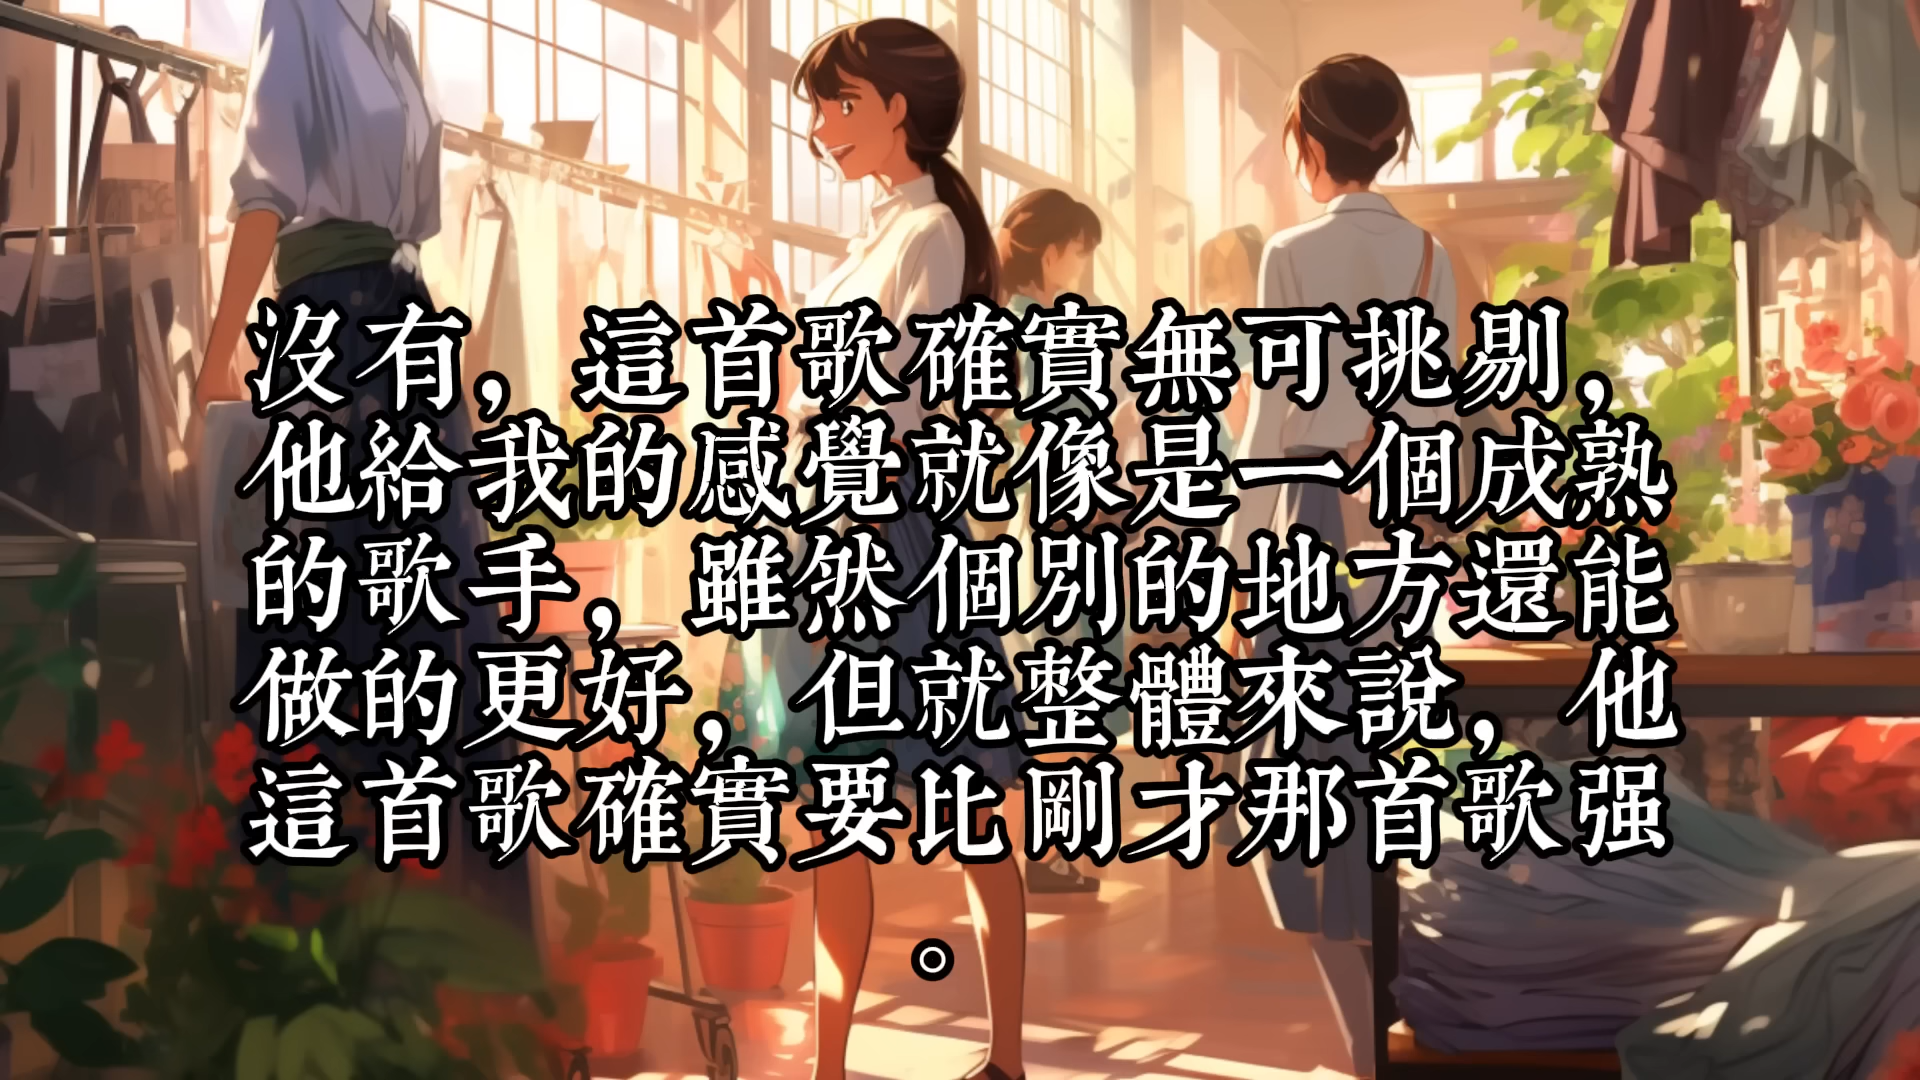 沒有，這首歌確實無可挑剔，
他給我的感覺就像是一個成熟
的歌手，雖然個別的地方還能
做的更好，但就整體來說，他
這首歌確實要比剛才那首歌强
。